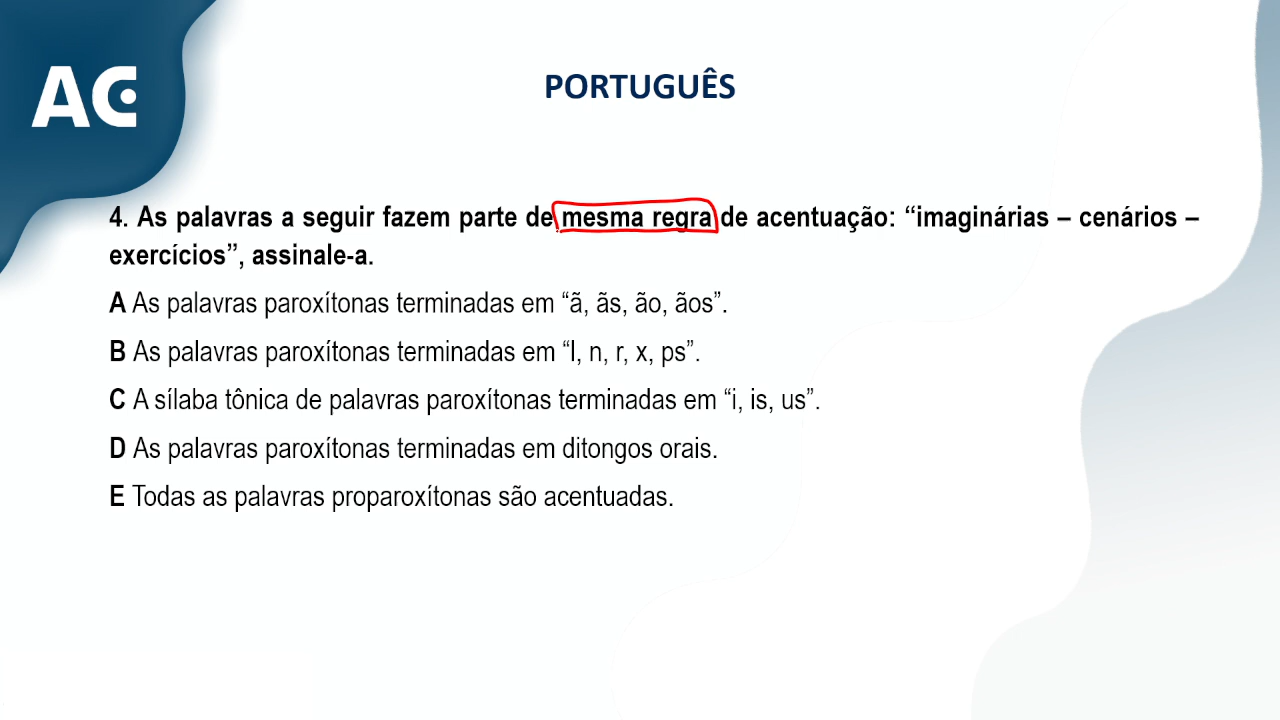 AC
PORTUGUÊS
4. As palavras a seguir fazem parte de mesma regra de acentuação: “imaginárias – cenários –
exercícios”, assinale-a.
A As palavras paroxítonas terminadas em “ã, ãs, ão, ãos”.
B As palavras paroxítonas terminadas em “l, n, r, x, ps”.
C A sílaba tônica de palavras paroxítonas terminadas em “i, is, us”.
D As palavras paroxítonas terminadas em ditongos orais.
E Todas as palavras proparoxítonas são acentuadas.